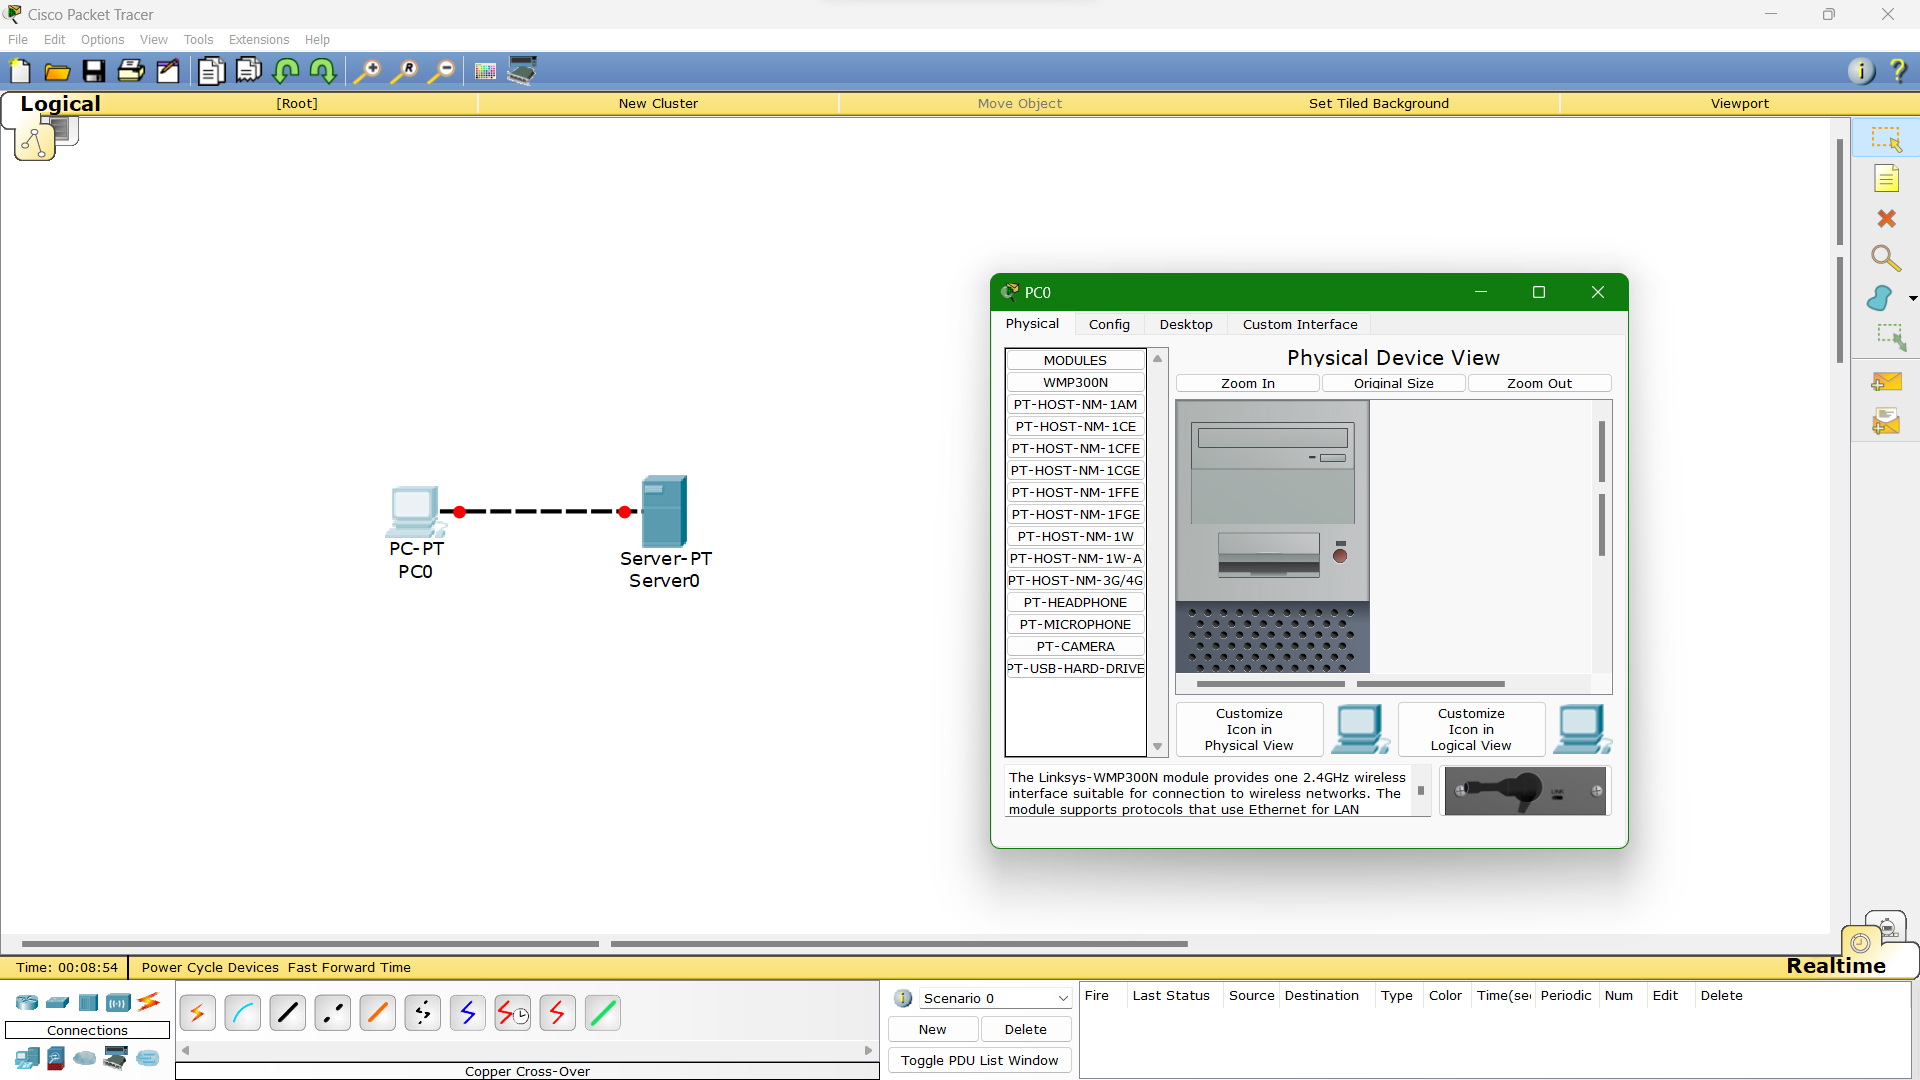 Cisco Packet Tracer
File Edit Options View Tools Extensions Help
Logical [Root] New Cluster Move Object Set Tiled Background Viewport
PC0
Physical Config Desktop Custom Interface
MODULES
WMP300N
PT-HOST-NM-1AM
PT-HOST-NM-1CE
PT-HOST-NM-1CFE
PT-HOST-NM-1CGE
PT-HOST-NM-1FFE
PT-HOST-NM-1FGE
PT-HOST-NM-1W
PT-HOST-NM-1W-A
PT-HOST-NM-3G/4G
PT-HEADPHONE
PT-MICROPHONE
PT-CAMERA
PT-USB-HARD-DRIVE
Physical Device View
Zoom In Original Size Zoom Out
Customize
Icon in
Physical View
Customize
Icon in
Logical View
The Linksys-WMP300N module provides one 2.4GHz wireless
interface suitable for connection to wireless networks. The
module supports protocols that use Ethernet for LAN
LINK
PC-PT
PC0
Server-PT
Server0
Time: 00:08:54 Power Cycle Devices Fast Forward Time
Realtime
Connections
Copper Cross-Over
Scenario 0
New Delete
Toggle PDU List Window
Fire Last Status Source Destination Type Color Time(sec Periodic Num Edit Delete